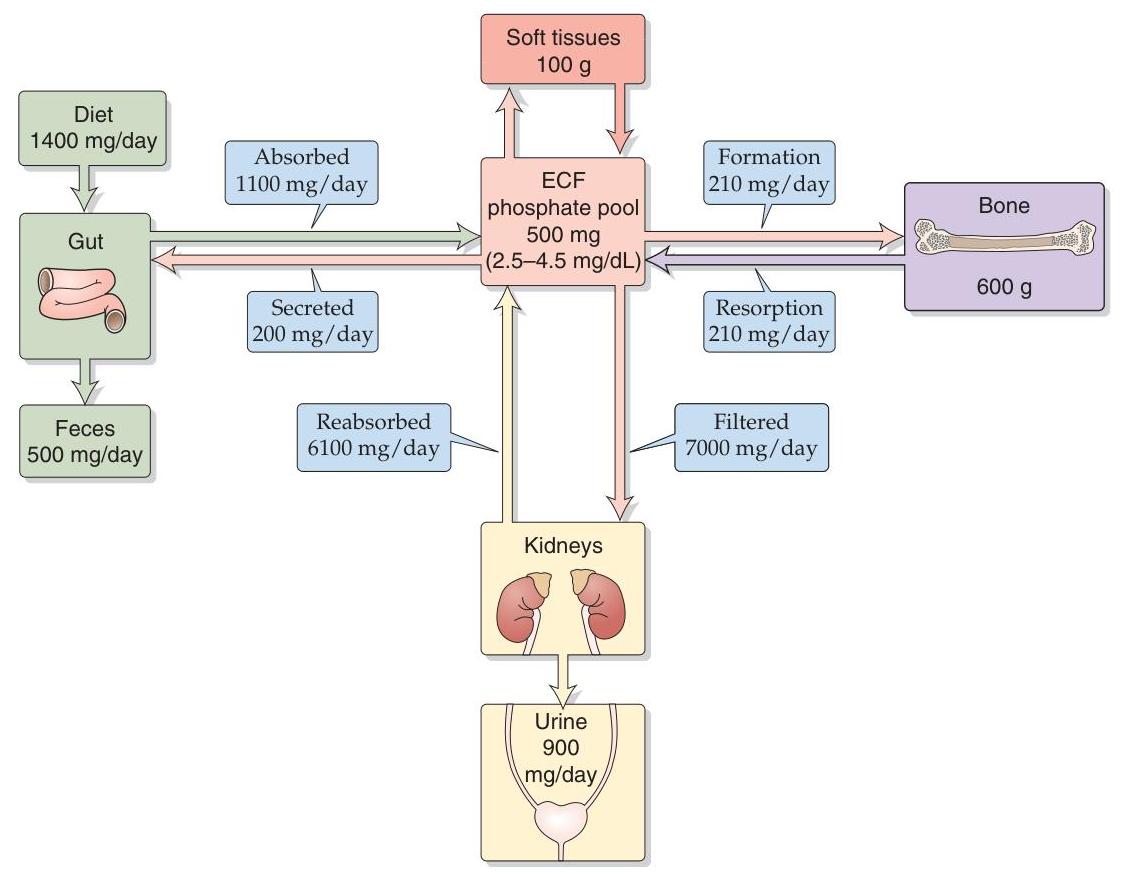 Soft tissues
100 g
Diet
1400 mg/day
Absorbed
1100 mg/day
Formation
210 mg/day
ECF
phosphate pool
500 mg
(2.5–4.5 mg/dL)
Gut
Bone
600 g
Secreted
200 mg/day
Resorption
210 mg/day
Feces
500 mg/day
Reabsorbed
6100 mg/day
Filtered
7000 mg/day
Kidneys
Urine
900
mg/day